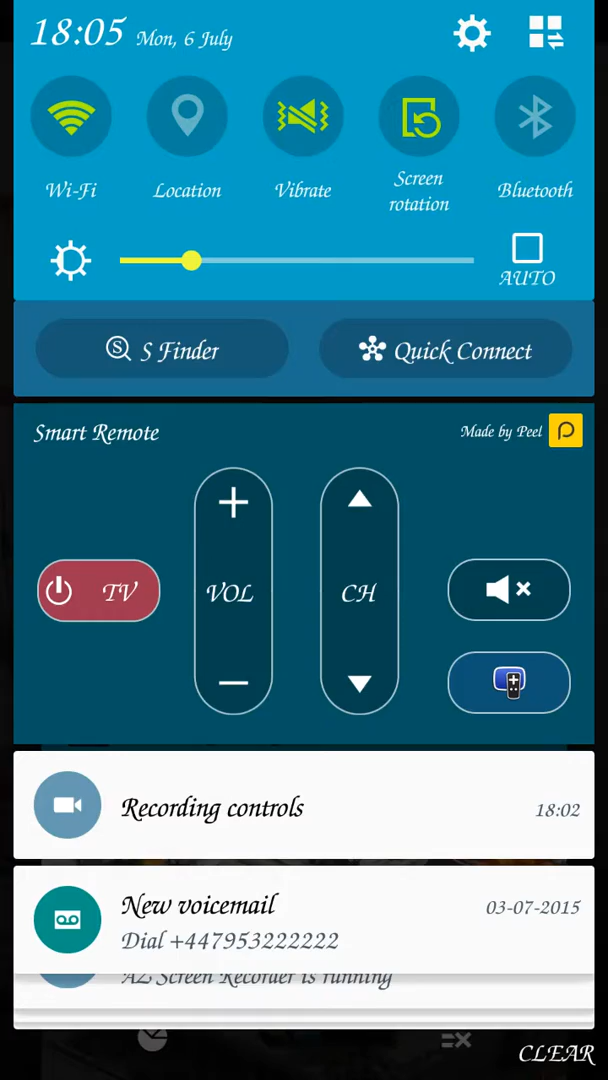 18:05 Mon, 6 July
Wi-Fi
Location
Vibrate
Screen
rotation
Bluetooth
AUTO
S Finder
Quick Connect
Smart Remote
Made by Peel
TV
VOL
CH
Recording controls
18:02
New voicemail
03-07-2015
Dial +447953222222
AZ Screen Recorder is running
CLEAR